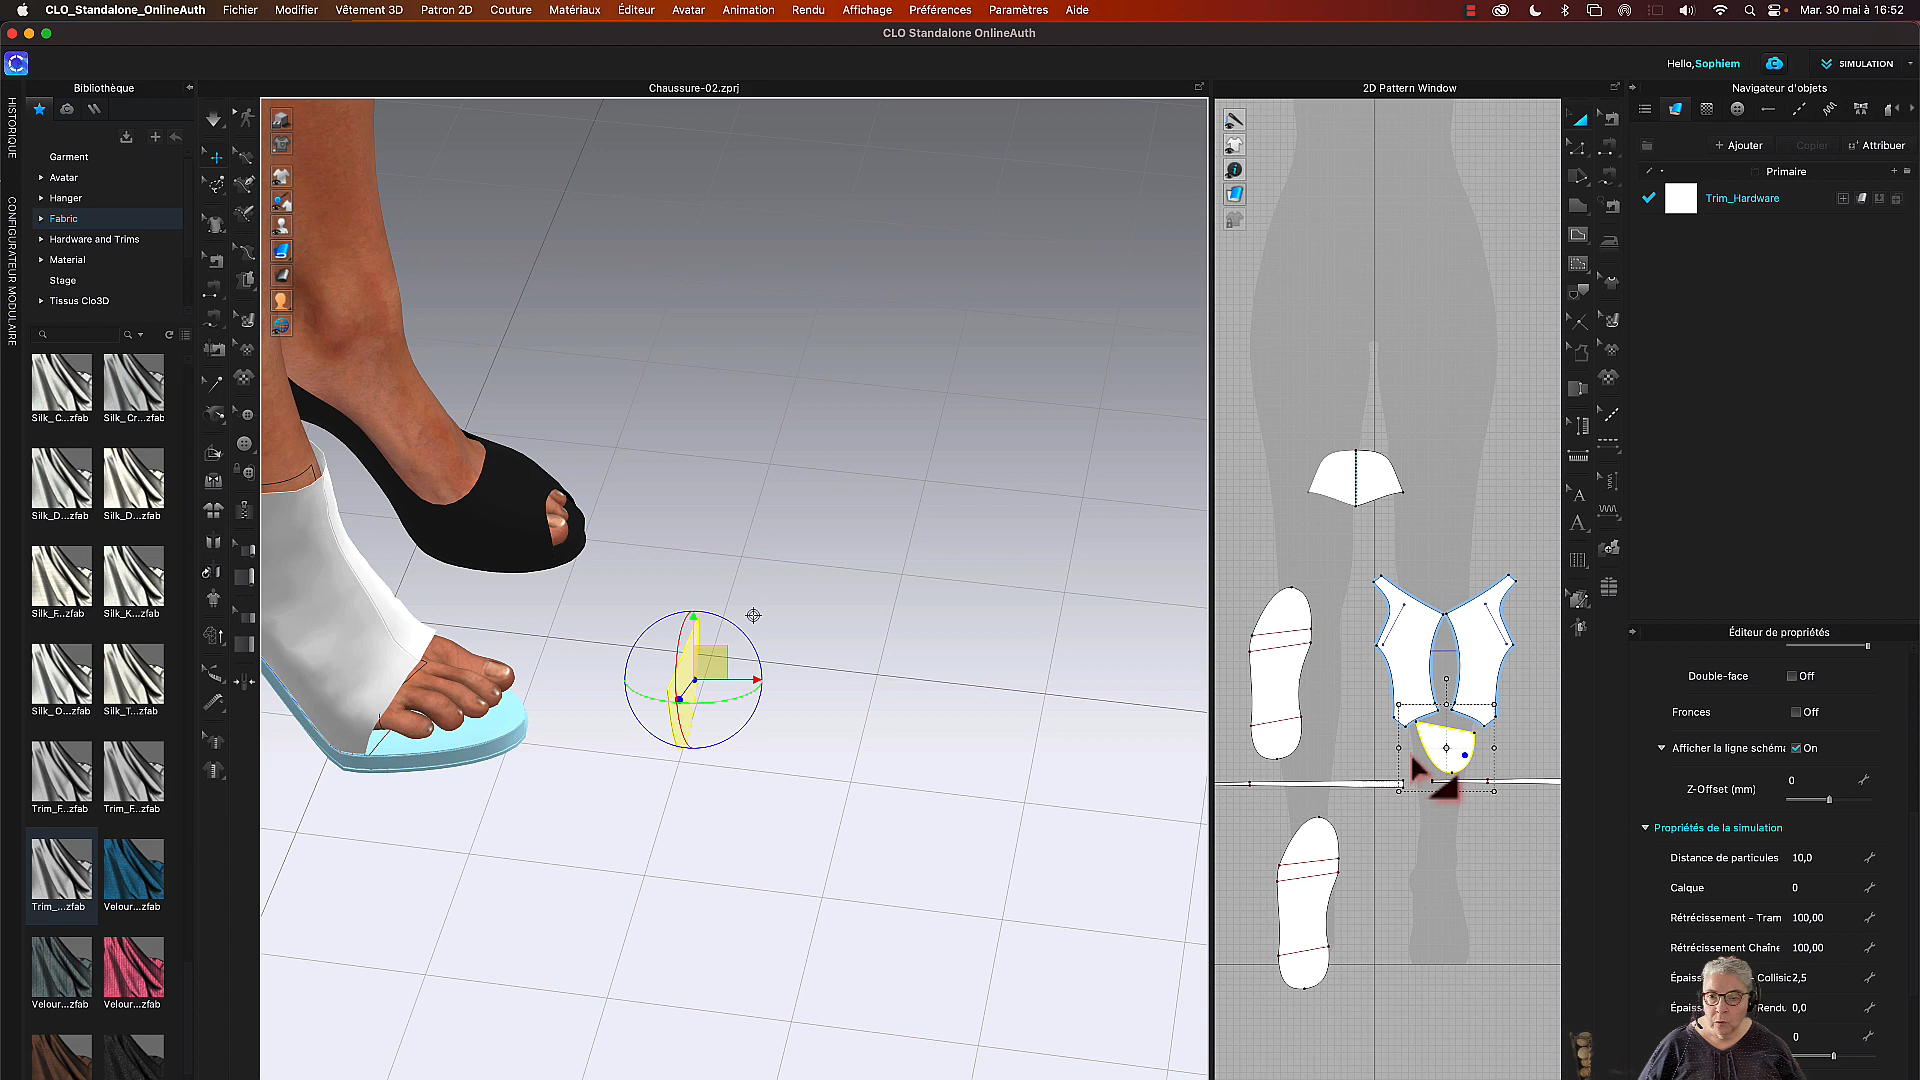 CLO_Standalone_OnlineAuth Fichier Modifier Vêtement 3D Patron 2D Couture Matériaux Éditeur Avatar Animation Rendu Affichage Préférences Paramètres Aide Mar. 30 mai à 16:52
CLO Standalone OnlineAuth
Hello,Sophiem SIMULATION
Bibliothèque Chaussure-02.zprj 2D Pattern Window Navigateur d'objets
HISTORIQUE
CONFIGURATEUR MODULAIRE
Garment
Avatar
Hanger
Fabric
Hardware and Trims
Material
Stage
Tissus Clo3D
Silk_C...zfab Silk_Cr...zfab
Silk_D...zfab Silk_D...zfab
Silk_F...zfab Silk_K...zfab
Silk_O...zfab Silk_T...zfab
Trim_F...zfab Trim_F...zfab
Trim_...zfab Velour...zfab
Velour...zfab Velour...zfab
+ Ajouter Copier Attribuer
Primaire
Trim_Hardware
Éditeur de propriétés
Double-face Off
Fronces Off
Afficher la ligne schéma On
0
Z-Offset (mm)
Propriétés de la simulation
Distance de particules 10,0
Calque 0
Rétrécissement - Tram 100,00
Rétrécissement Chaîne 100,00
Épais - Collisic 2,5
Épais Rendu 0,0
0